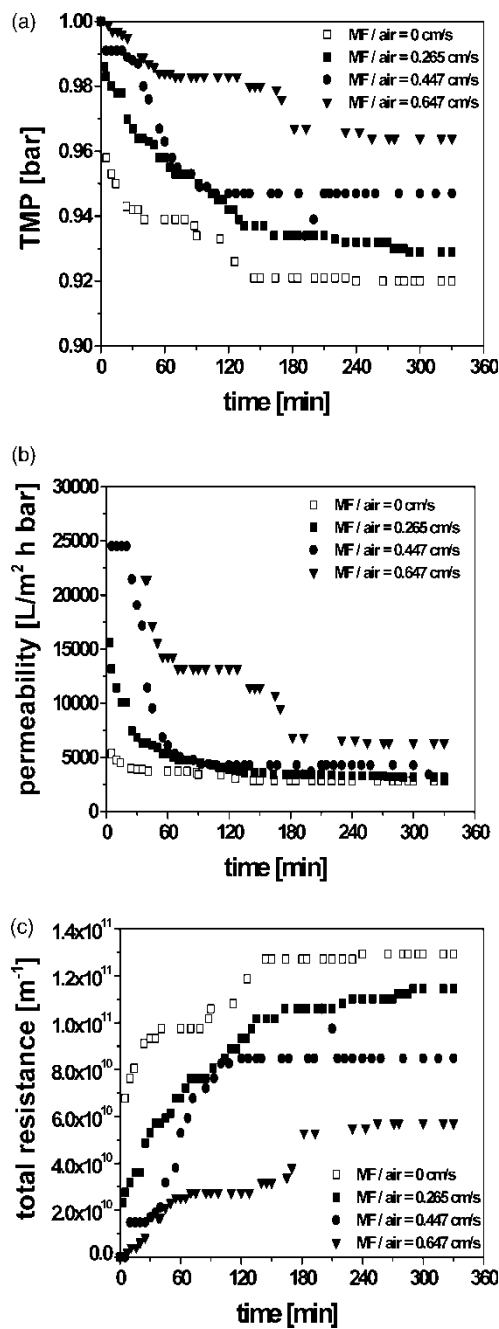 (a)
1.00
0.98
0.96
0.94
0.92
0.90
TMP [bar]
MF / air = 0 cm/s
MF / air = 0.265 cm/s
MF / air = 0.447 cm/s
MF / air = 0.647 cm/s
0 60 120 180 240 300 360
time [min]
(b)
30000
25000
20000
15000
10000
5000
0
permeability [L/m² h bar]
MF / air = 0 cm/s
MF / air = 0.265 cm/s
MF / air = 0.447 cm/s
MF / air = 0.647 cm/s
0 60 120 180 240 300 360
time [min]
(c)
1.4x10¹¹
1.2x10¹¹
1.0x10¹¹
8.0x10¹⁰
6.0x10¹⁰
4.0x10¹⁰
2.0x10¹⁰
0.0
total resistance [m⁻¹]
MF / air = 0 cm/s
MF / air = 0.265 cm/s
MF / air = 0.447 cm/s
MF / air = 0.647 cm/s
0 60 120 180 240 300 360
time [min]